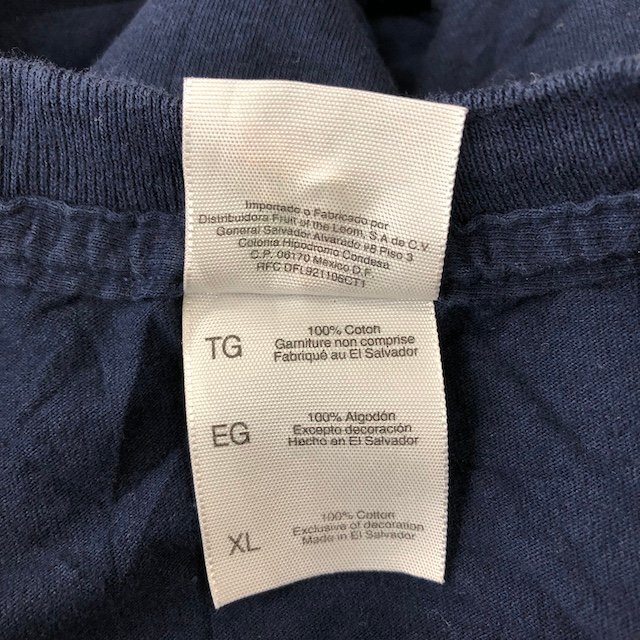 Importado o Fabricado por
Distribuidora Fruit of the Loom, S.A de C.V.
General Salvador Alvarado #8 Piso 3
Colonia Hipodromo Condesa
C.P. 06170 Mexico D.F.
RFC DFL921105CT1
TG
100% Coton
Garniture non comprise
Fabriqué au El Salvador
EG
100% Algodón
Excepto decoración
Hecho en El Salvador
XL
100% Cotton
Exclusive of decoration
Made in El Salvador